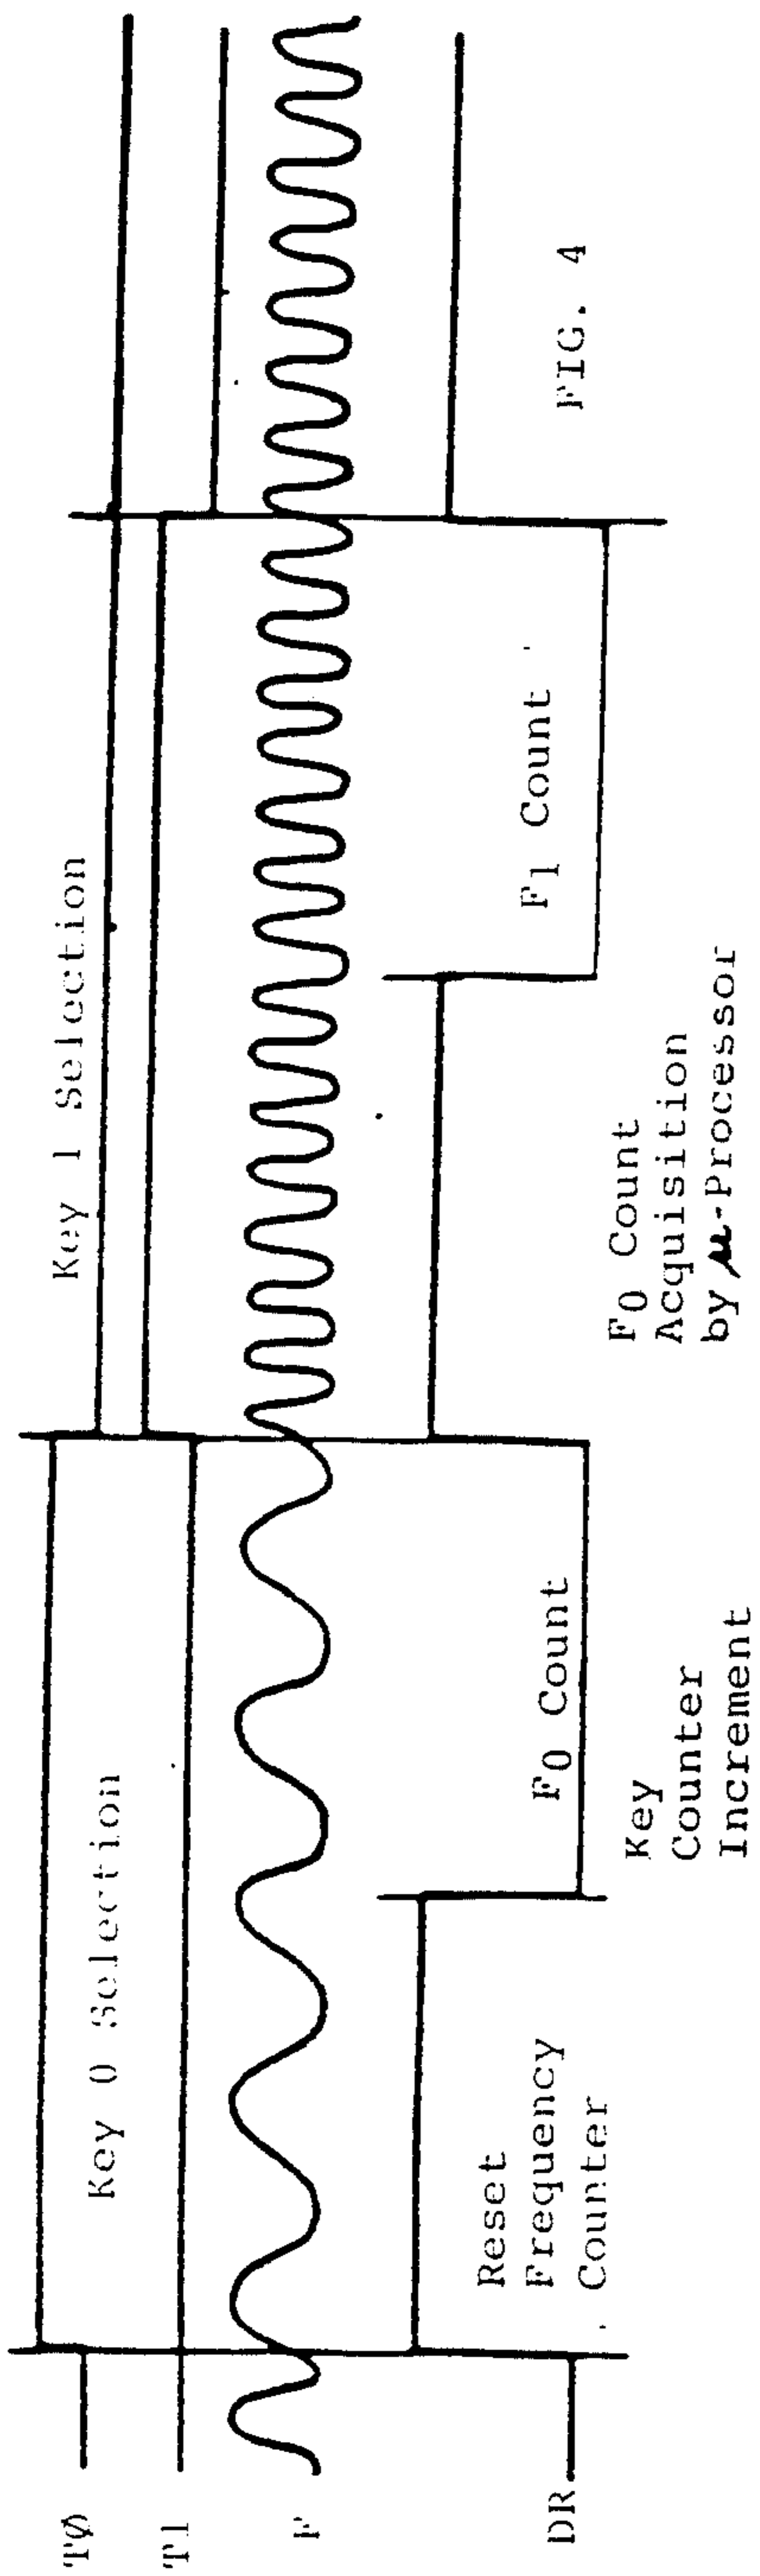 TØ
Key 0 Selection
Key 1 Selection
T1
F
DR
Reset
Frequency
Counter
F0 Count
Key
Counter
Increment
F1 Count
F0 Count
Acquisition
by μ-Processor
FIG. 4